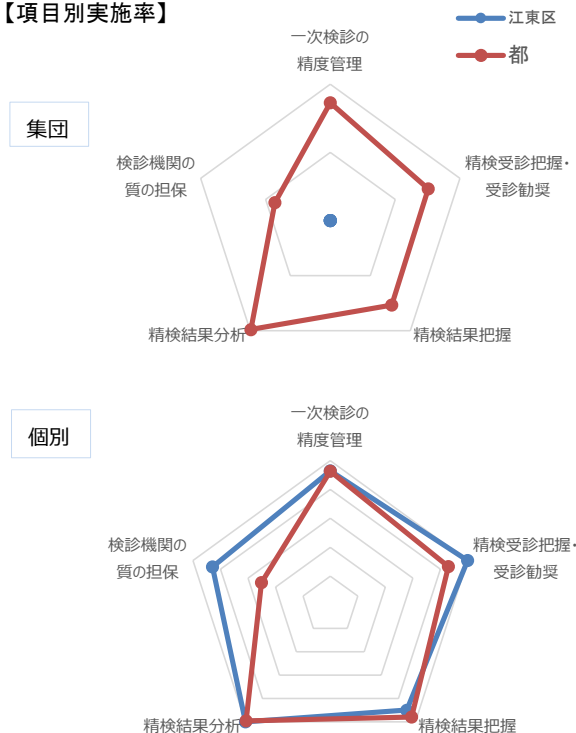 【項目別実施率】
江東区
都
集団
一次検診の
精度管理
精検受診把握・
受診勧奨
精検結果把握
精検結果分析
検診機関の
質の担保
個別
一次検診の
精度管理
精検受診把握・
受診勧奨
精検結果把握
精検結果分析
検診機関の
質の担保